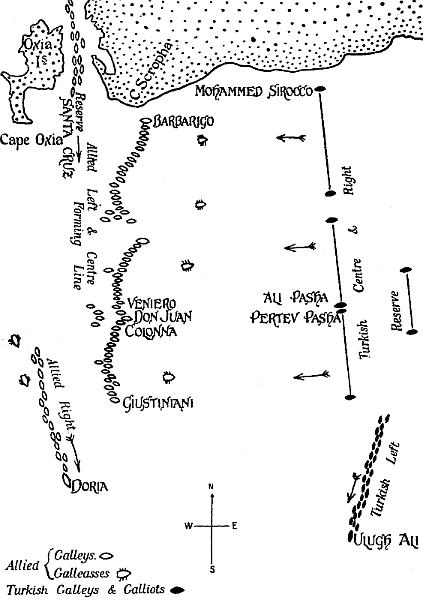 Oxia
Is
C. Scropha
MOHAMMED SIROCCO
Reserve
SANTA CRUZ
BARBARIGO
Cape Oxia
Allied Left & Centre
Forming Line
Right
&
Centre
Turkish
Reserve
ALI PASHA
PERTEV PASHA
VENIERO
DON JUAN
COLONNA
GIUSTINIANI
Allied Right
DORIA
Turkish Left
ULUGH ALI
N
W E
S
Allied { Galleys.
Galleasses
Turkish Galleys & Galliots